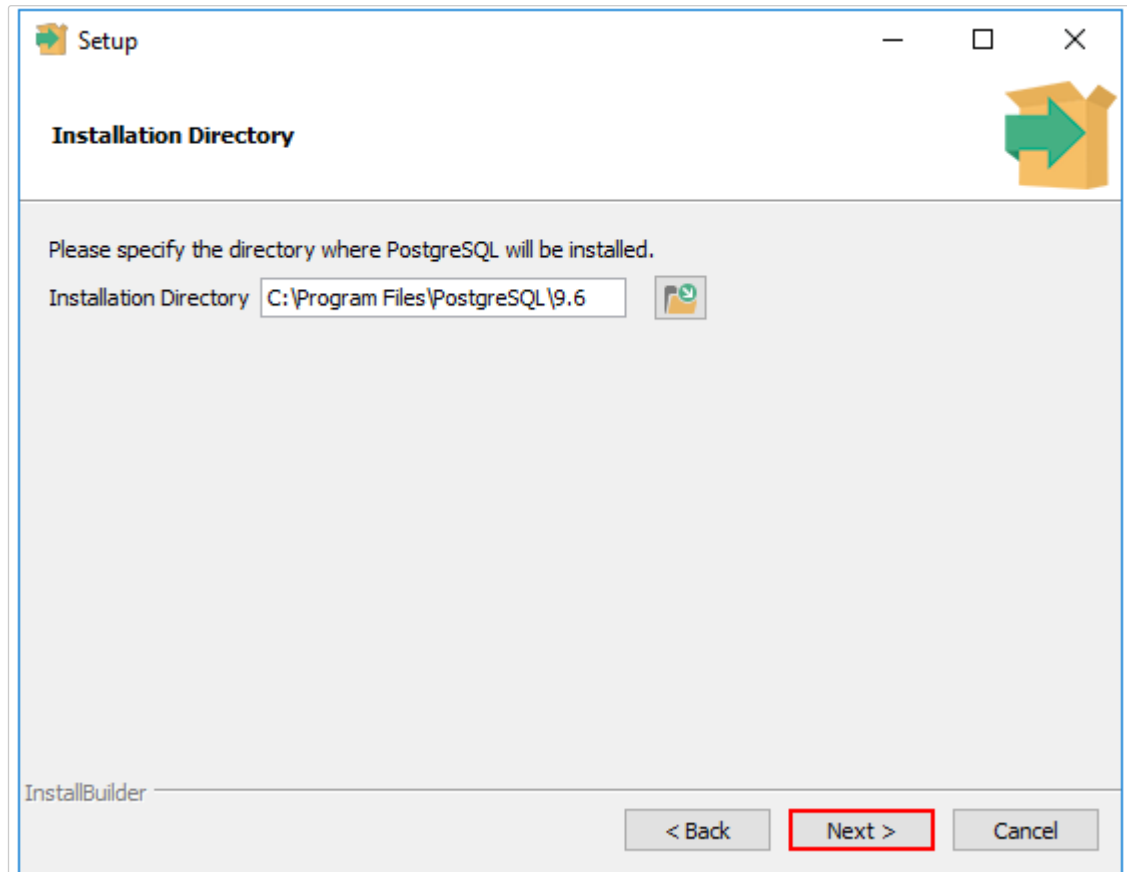 Setup
Installation Directory
Please specify the directory where PostgreSQL will be installed.
Installation Directory C:\Program Files\PostgreSQL\9.6
InstallBuilder
< Back Next > Cancel